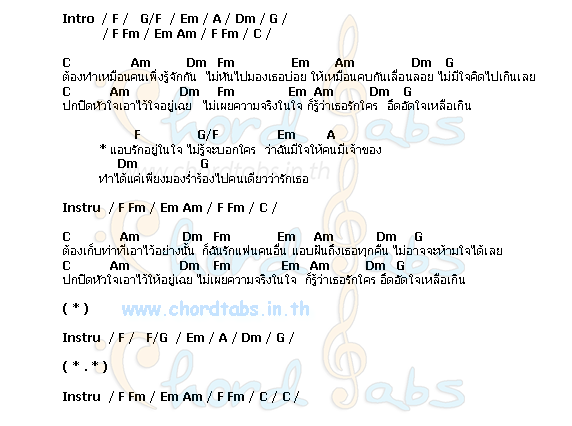 Intro / F / G/F / Em / A / Dm / G /
/ F Fm / Em Am / F Fm / C /
C Am Dm Fm Em Am Dm G
ต้องทำเหมือนคนเพิ่งรู้จักกัน ไม่หันไปมองเธอบ่อย ให้เหมือนคบกันเลื่อนลอย ไม่มีใจคิดไปเกินเลย
C Am Dm Fm Em Am Dm G
ปกปิดหัวใจเอาไว้ใจอยู่เฉย ไม่เผยความจริงในใจ ก็รู้ว่าเธอรักใคร อึดอัดใจเหลือเกิน
F G/F Em A
* แอบรักอยู่ในใจ ไม่รู้จะบอกใคร ว่าฉันมีใจให้คนมีเจ้าของ
Dm G
ทำได้แค่เพียงมองร่ำร้องไปคนเดียวว่ารักเธอ
Instru / F Fm / Em Am / F Fm / C /
C Am Dm Fm Em Am Dm G
ต้องเก็บท่าทีเอาไว้อย่างนั้น ก็ฉันรักแฟนคนอื่น แอบฝันถึงเธอทุกคืน ไม่อาจจะห้ามใจได้เลย
C Am Dm Fm Em Am Dm G
ปกปิดหัวใจเอาไว้ให้อยู่เฉย ไม่เผยความจริงในใจ ก็รู้ว่าเธอรักใคร อึดอัดใจเหลือเกิน
( * )
www.chordtabs.in.th
Instru / F / F/G / Em / A / Dm / G /
( * . * )
Instru / F Fm / Em Am / F Fm / C / C /